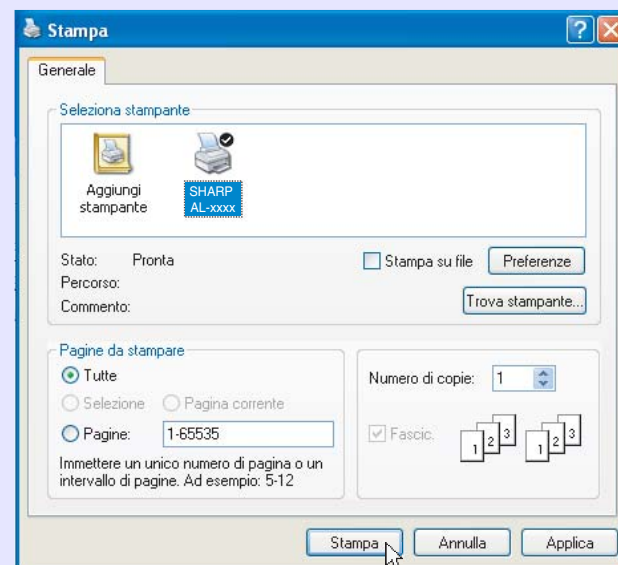 Stampa
Generale
Seleziona stampante
Aggiungi
stampante
SHARP
AL-xxxx
Stato: Pronta
Percorso:
Commento:
Stampa su file
Preferenze
Trova stampante...
Pagine da stampare
Tutte
Selezione
Pagina corrente
Pagine: 1-65535
Immettere un unico numero di pagina o un
intervallo di pagine. Ad esempio: 5-12
Numero di copie: 1
Fascic.
1 2 3 1 2 3
Stampa
Annulla
Applica